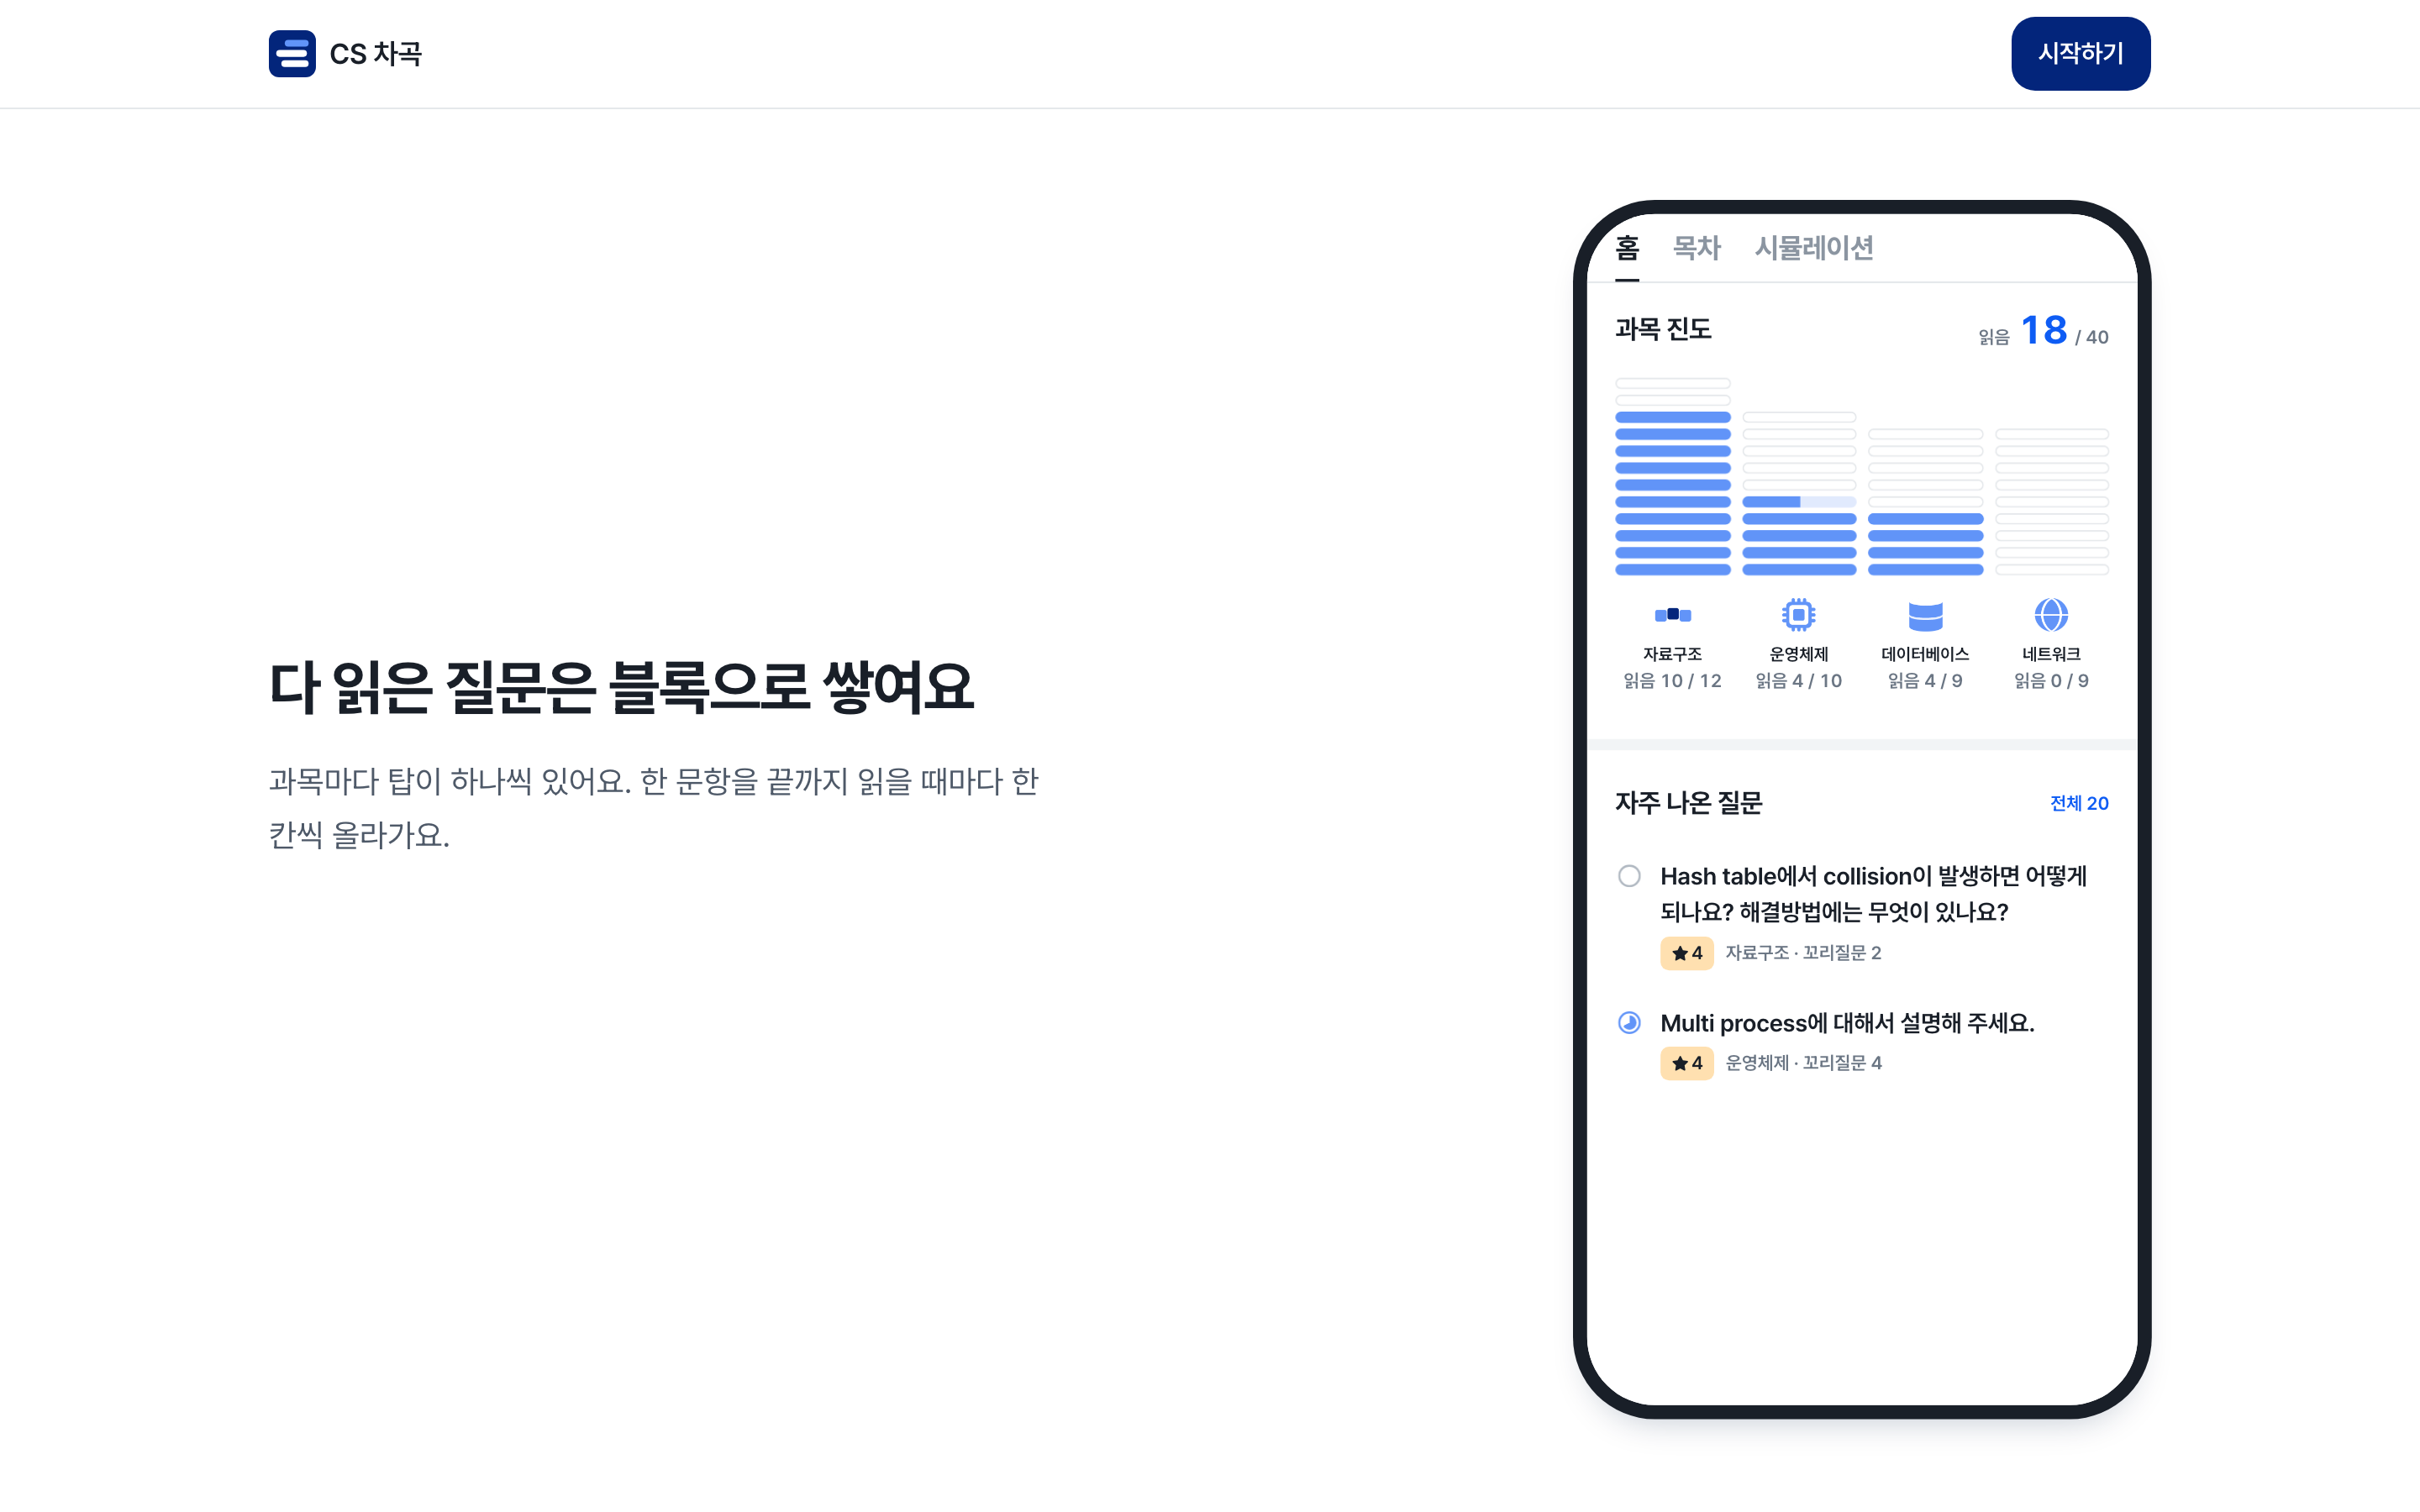 CS 차곡
시작하기
다 읽은 질문은 블록으로 쌓여요
과목마다 탑이 하나씩 있어요. 한 문항을 끝까지 읽을 때마다 한
칸씩 올라가요.
홈 목차 시뮬레이션
과목 진도 읽음 18 / 40
자료구조 운영체제 데이터베이스 네트워크
읽음 10 / 12 읽음 4 / 10 읽음 4 / 9 읽음 0 / 9
자주 나온 질문 전체 20
Hash table에서 collision이 발생하면 어떻게
되나요? 해결방법에는 무엇이 있나요?
★4 자료구조 · 꼬리질문 2
Multi process에 대해서 설명해 주세요.
★4 운영체제 · 꼬리질문 4